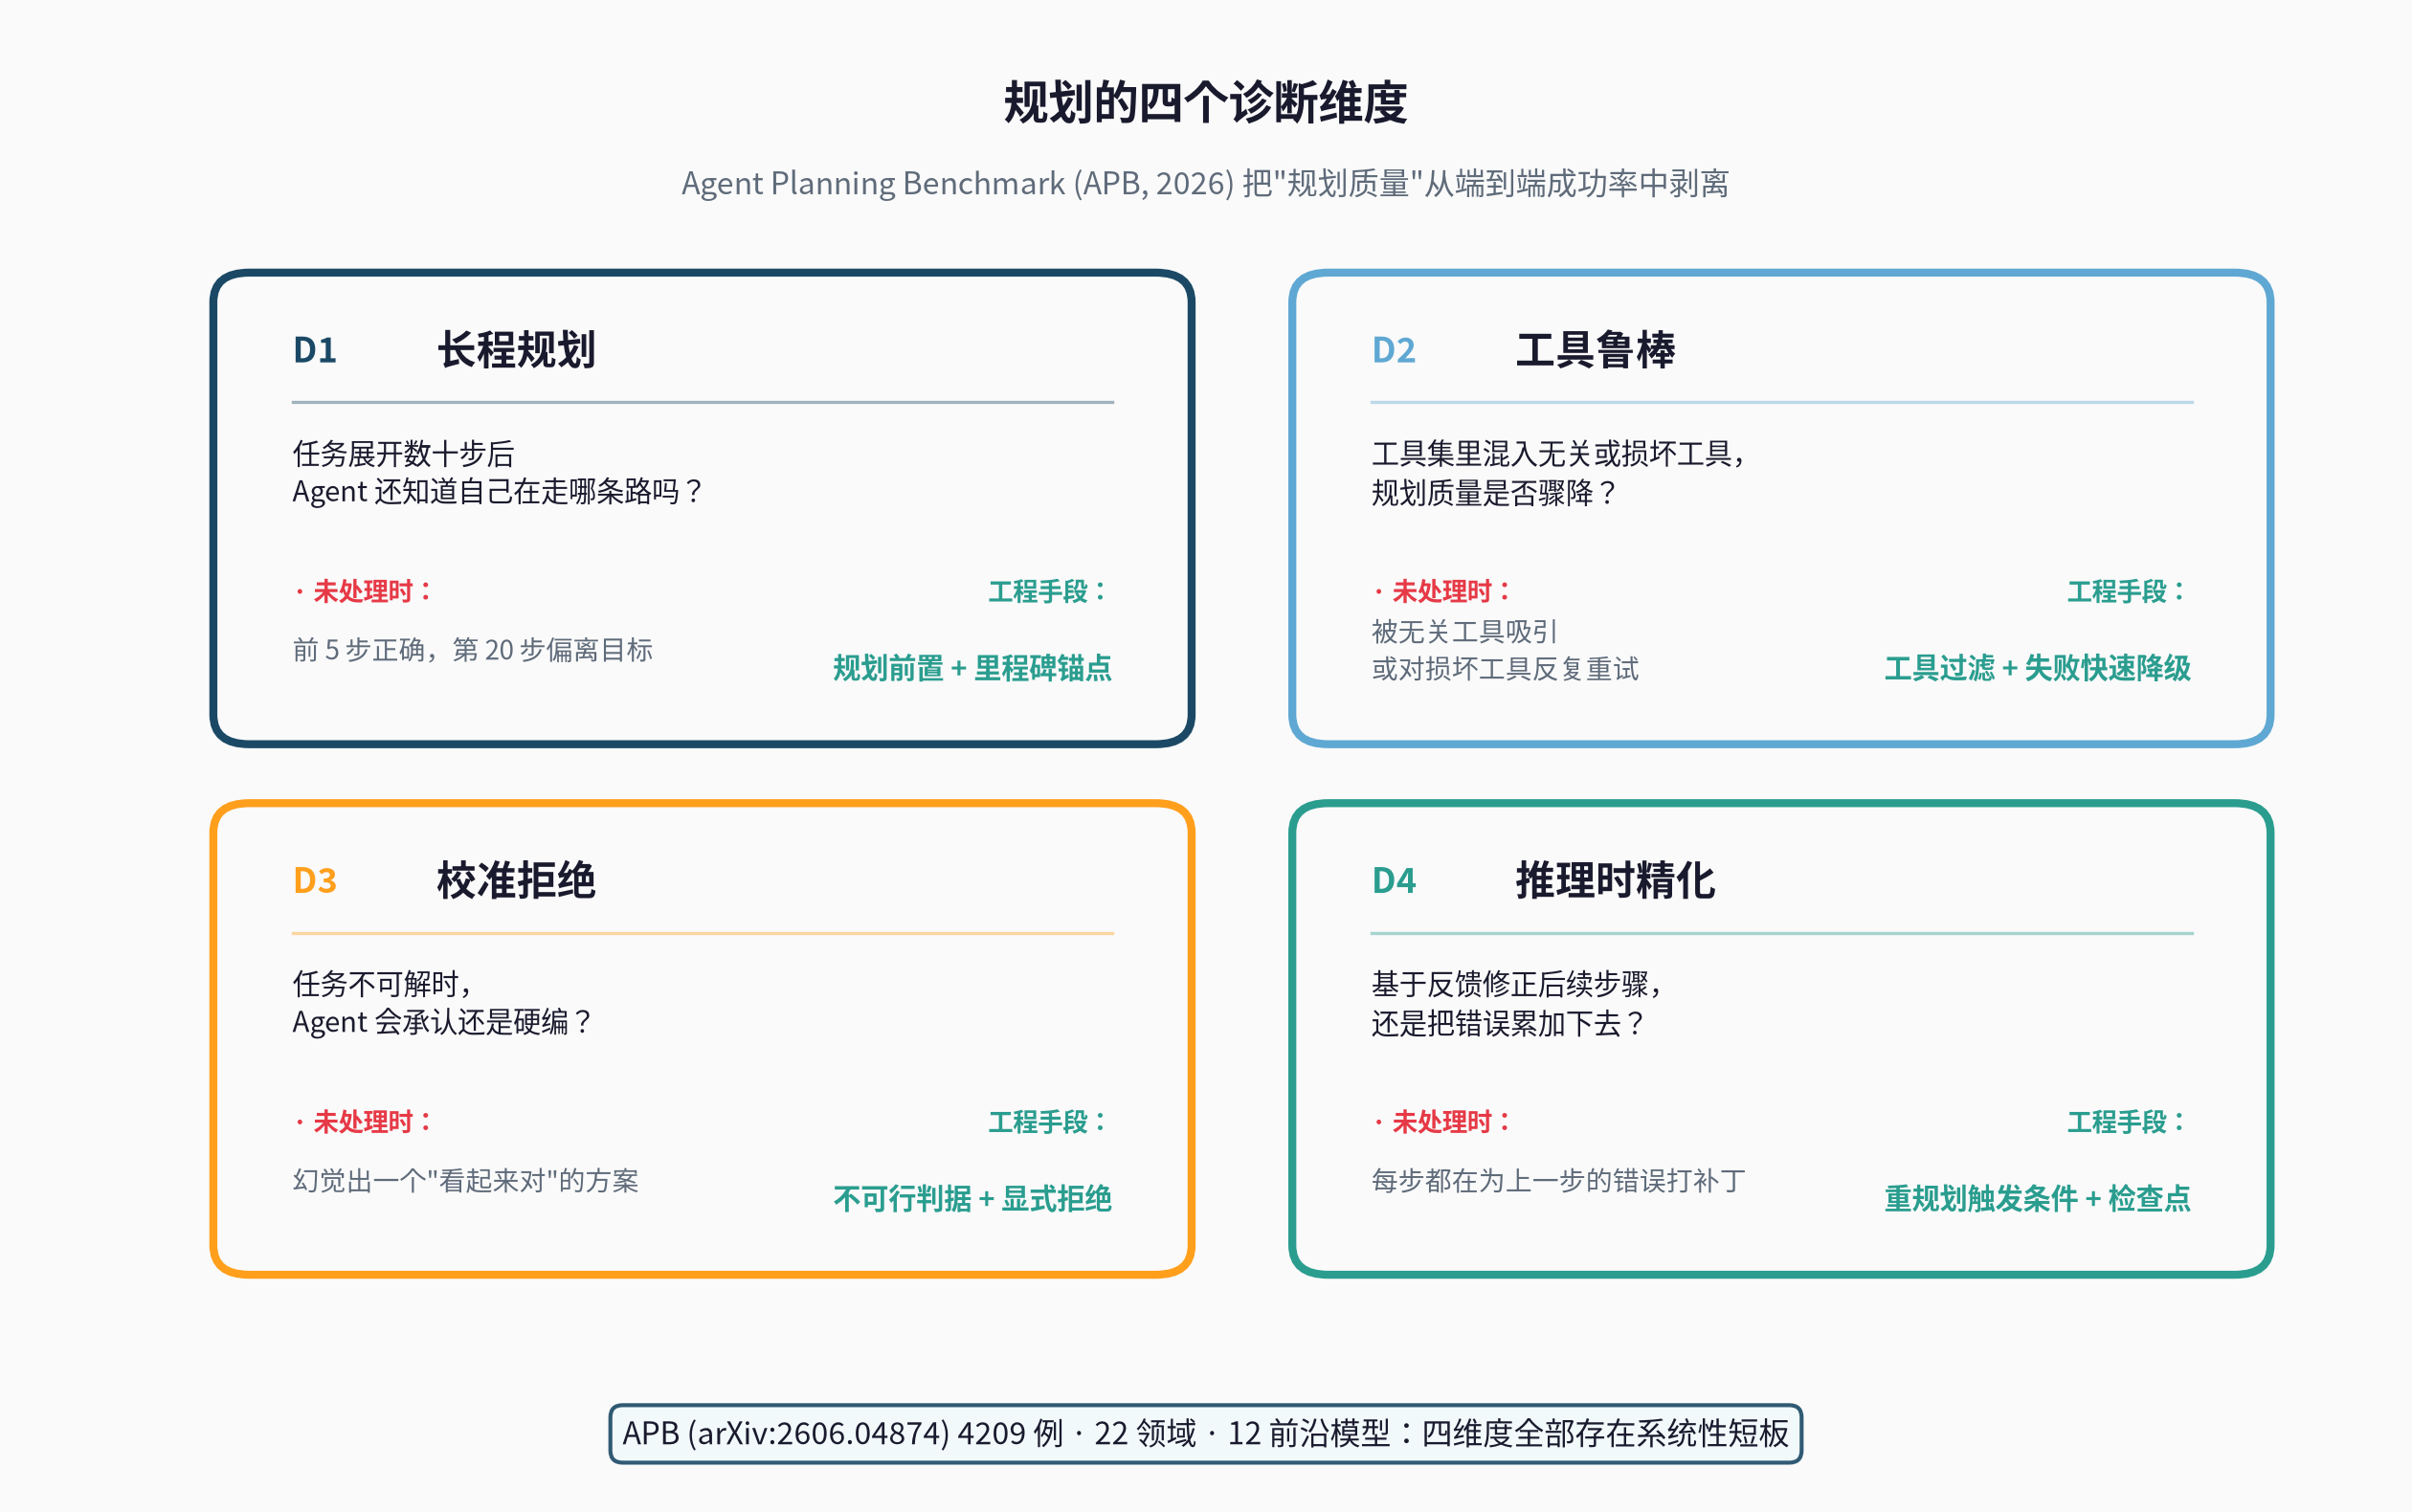 规划的四个诊断维度
Agent Planning Benchmark (APB, 2026) 把"规划质量"从端到端成功率中剥离
D1 长程规划
任务展开数十步后
Agent 还知道自己在走哪条路吗？
· 未处理时：
前 5 步正确，第 20 步偏离目标
工程手段：
规划前置 + 里程碑锚点
D2 工具鲁棒
工具集里混入无关或损坏工具，
规划质量是否骤降？
· 未处理时：
被无关工具吸引
或对损坏工具反复重试
工程手段：
工具过滤 + 失败快速降级
D3 校准拒绝
任务不可解时，
Agent 会承认还是硬编？
· 未处理时：
幻觉出一个"看起来对"的方案
工程手段：
不可行判据 + 显式拒绝
D4 推理时精化
基于反馈修正后续步骤，
还是把错误累加下去？
· 未处理时：
每步都在为上一步的错误打补丁
工程手段：
重规划触发条件 + 检查点
APB (arXiv:2606.04874) 4209 例 · 22 领域 · 12 前沿模型：四维度全部存在系统性短板